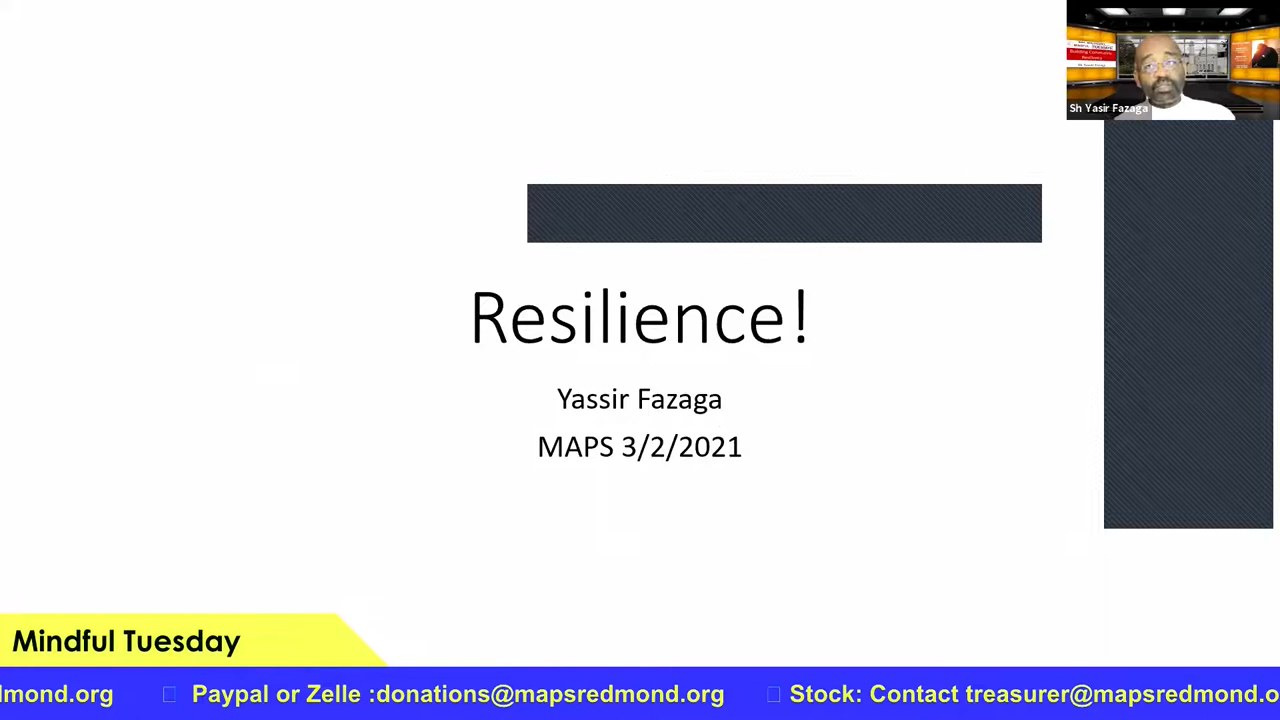 Sh Yasir Fazaga
Resilience!
Yassir Fazaga
MAPS 3/2/2021
Mindful Tuesday
dmond.org Paypal or Zelle :donations@mapsredmond.org Stock: Contact treasurer@mapsredmond.o